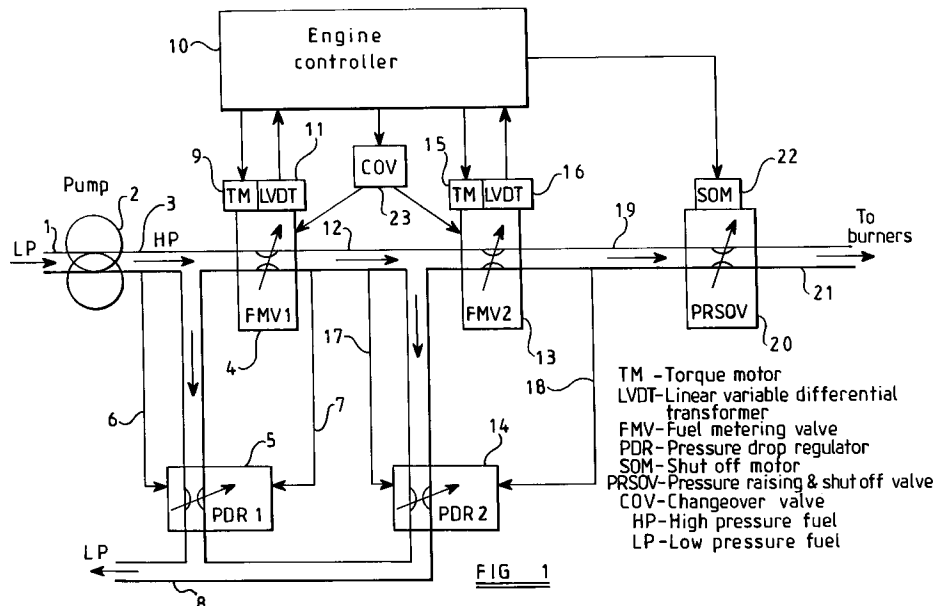 10
Engine
controller
9
11
15
16
22
TM
LVDT
COV
23
TM
LVDT
SOM
Pump
2
3
1
LP
HP
12
19
To
burners
FMV1
4
FMV2
13
PRSOV
20
21
6
7
17
18
5
PDR 1
14
PDR 2
LP
8
TM - Torque motor
LVDT-Linear variable differential
transformer
FMV-Fuel metering valve
PDR-Pressure drop regulator
SOM-Shut off motor
PRSOV-Pressure raising & shut off valve
COV-Changeover valve
HP-High pressure fuel
LP-Low pressure fuel
FIG 1